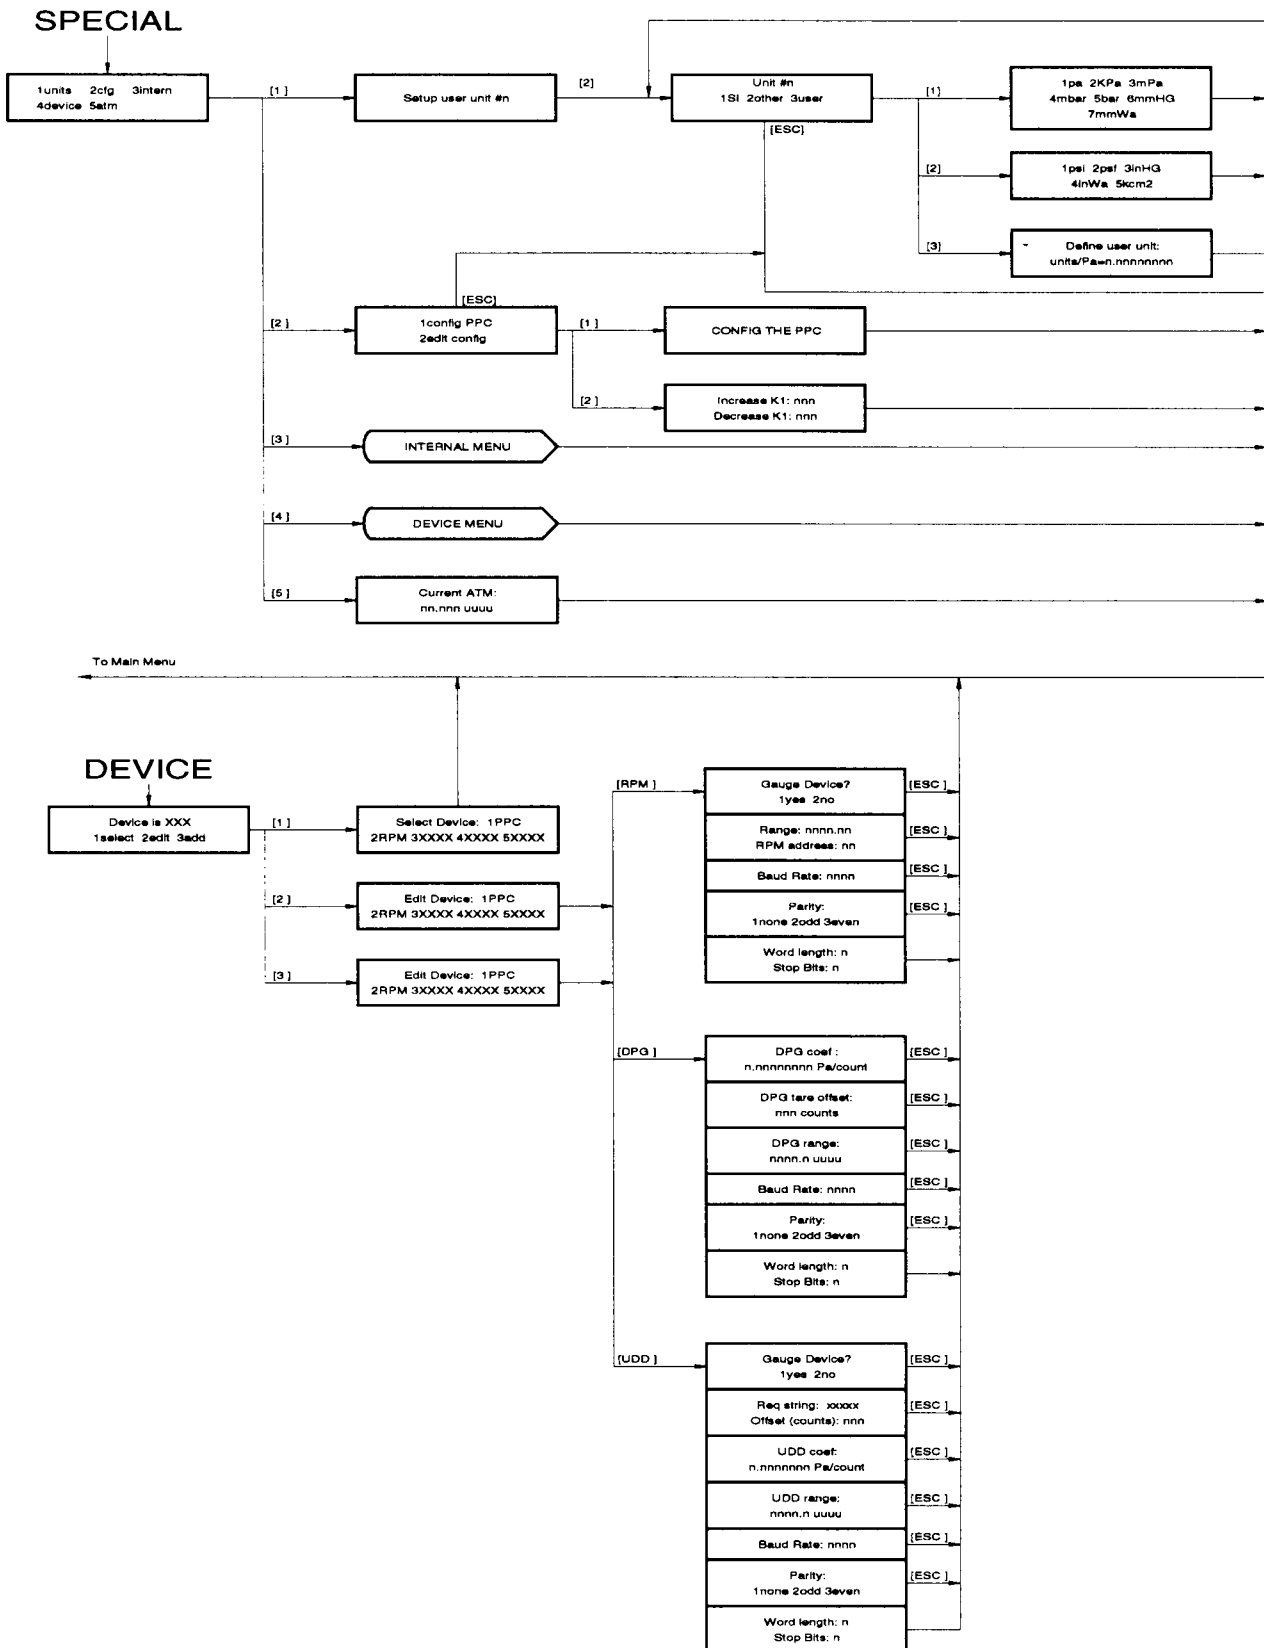 SPECIAL
1units 2cfg 3intern
4device 5atm
[1]
Setup user unit #n
[2]
Unit #n
1SI 2other 3user
[ESC]
[1]
1pa 2KPa 3mPa
4mbar 5bar 6mmHG
7mmWa
[2]
1psi 2psf 3inHG
4inWa 5kcm2
[3]
Define user unit:
units/Pa=n.nnnnnnnn
[2]
[ESC]
1config PPC
2edit config
[1]
CONFIG THE PPC
[2]
Increase K1: nnn
Decrease K1: nnn
[3]
INTERNAL MENU
[4]
DEVICE MENU
[5]
Current ATM:
nn.nnn uuuu
To Main Menu
DEVICE
Device is XXX
1select 2edit 3add
[1]
Select Device: 1PPC
2RPM 3XXXX 4XXXX 5XXXX
[2]
Edit Device: 1PPC
2RPM 3XXXX 4XXXX 5XXXX
[3]
Edit Device: 1PPC
2RPM 3XXXX 4XXXX 5XXXX
[RPM]
Gauge Device?
1yes 2no
[ESC]
Range: nnnn.nn
RPM address: nn
[ESC]
Baud Rate: nnnn
[ESC]
Parity:
1none 2odd 3even
[ESC]
Word length: n
Stop Bits: n
[DPG]
DPG coef:
n.nnnnnnnn Pa/count
[ESC]
DPG tare offset:
nnn counts
[ESC]
DPG range:
nnnn.n uuuu
[ESC]
Baud Rate: nnnn
[ESC]
Parity:
1none 2odd 3even
[ESC]
Word length: n
Stop Bits: n
[UDD]
Gauge Device?
1yes 2no
[ESC]
Req string: xxxxx
Offset (counts): nnn
[ESC]
UDD coef:
n.nnnnnnn Pa/count
[ESC]
UDD range:
nnnn.n uuuu
[ESC]
Baud Rate: nnnn
[ESC]
Parity:
1none 2odd 3even
[ESC]
Word length: n
Stop Bits: n